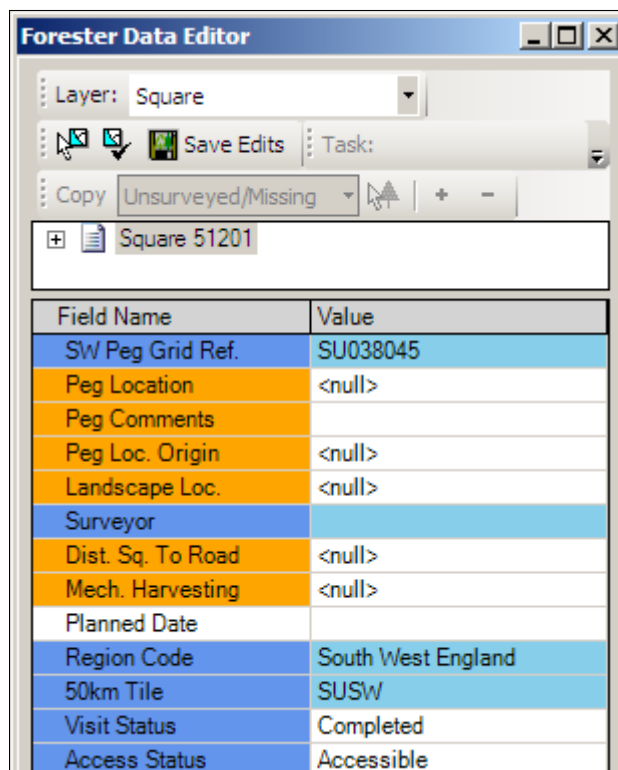 Forester Data Editor
Layer: Square
Save Edits Task:
Copy Unsurveyed/Missing + -
Square 51201
Field Name Value
SW Peg Grid Ref. SU038045
Peg Location <null>
Peg Comments
Peg Loc. Origin <null>
Landscape Loc. <null>
Surveyor
Dist. Sq. To Road <null>
Mech. Harvesting <null>
Planned Date
Region Code South West England
50km Tile SUSW
Visit Status Completed
Access Status Accessible